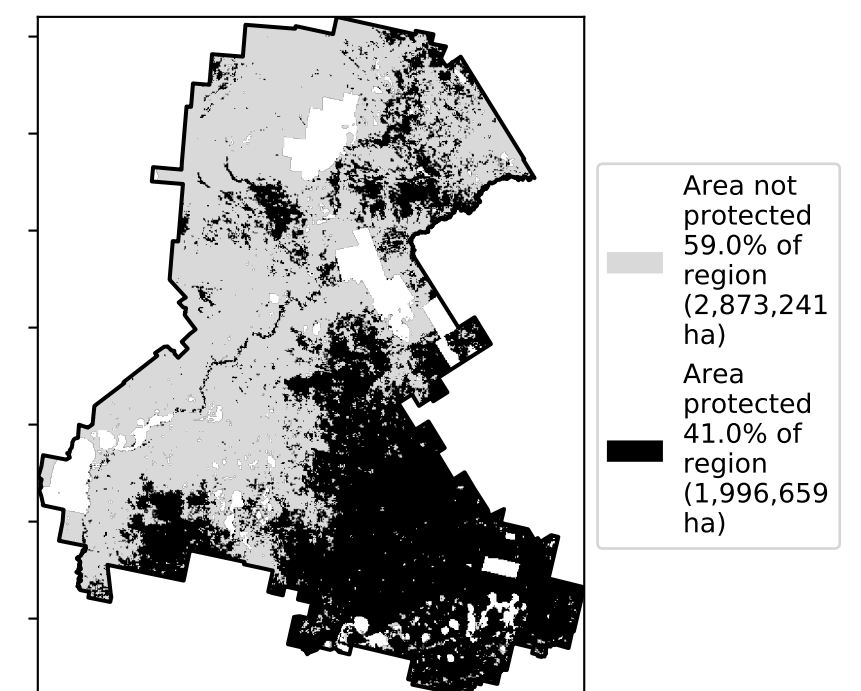 Area not
protected
59.0% of
region
(2,873,241
ha)
Area
protected
41.0% of
region
(1,996,659
ha)